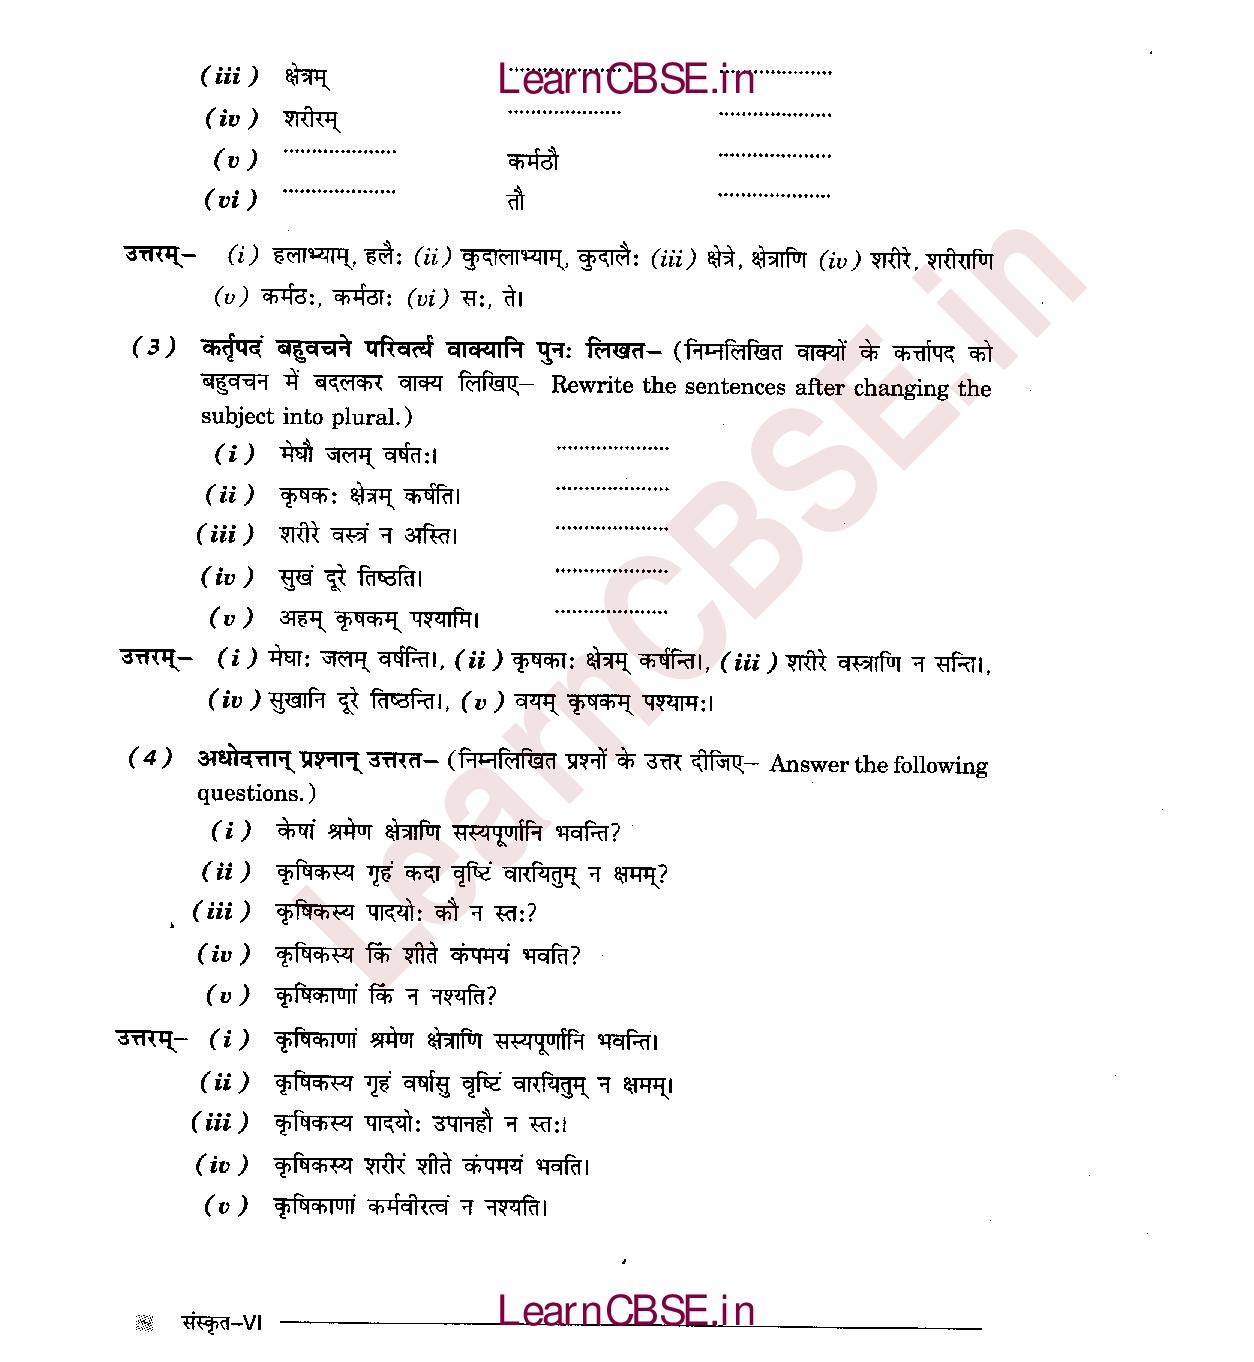 (iii) क्षेत्रम् .................... ....................
LearnCBSE.in
(iv) शरीरम् .................... ....................
(v) .................... कर्मठौ ....................
(vi) .................... तौ ....................
उत्तरम्– (i) हलाभ्याम्, हलैः (ii) कुदालाभ्याम्, कुदालैः (iii) क्षेत्रे, क्षेत्राणि (iv) शरीरे, शरीराणि
(v) कर्मठः, कर्मठाः (vi) सः, ते।
(3) कर्तृपदं बहुवचने परिवर्त्य वाक्यानि पुनः लिखत– (निम्नलिखित वाक्यों के कर्त्तापद को
बहुवचन में बदलकर वाक्य लिखिए– Rewrite the sentences after changing the
subject into plural.)
(i) मेघौ जलम् वर्षतः। ....................
(ii) कृषकः क्षेत्रम् कर्षति। ....................
(iii) शरीरे वस्त्रं न अस्ति। ....................
(iv) सुखं दूरे तिष्ठति। ....................
(v) अहम् कृषकम् पश्यामि। ....................
उत्तरम्– (i) मेघाः जलम् वर्षन्ति।, (ii) कृषकाः क्षेत्रम् कर्षन्ति।, (iii) शरीरे वस्त्राणि न सन्ति।,
(iv) सुखानि दूरे तिष्ठन्ति।, (v) वयम् कृषकम् पश्यामः।
(4) अधोदत्तान् प्रश्नान् उत्तरत– (निम्नलिखित प्रश्नों के उत्तर दीजिए– Answer the following
questions.)
(i) केषां श्रमेण क्षेत्राणि सस्यपूर्णानि भवन्ति?
(ii) कृषिकस्य गृहं कदा वृष्टिं वारयितुम् न क्षमम्?
(iii) कृषिकस्य पादयोः कौ न स्तः?
(iv) कृषिकस्य किं शीते कंपमयं भवति?
(v) कृषिकाणां किं न नश्यति?
उत्तरम्– (i) कृषिकाणां श्रमेण क्षेत्राणि सस्यपूर्णानि भवन्ति।
(ii) कृषिकस्य गृहं वर्षासु वृष्टिं वारयितुम् न क्षमम्।
(iii) कृषिकस्य पादयोः उपानहौ न स्तः।
(iv) कृषिकस्य शरीरं शीते कंपमयं भवति।
(v) कृषिकाणां कर्मवीरत्वं न नश्यति।
LearnCBSE.in
संस्कृत–VI
LearnCBSE.in